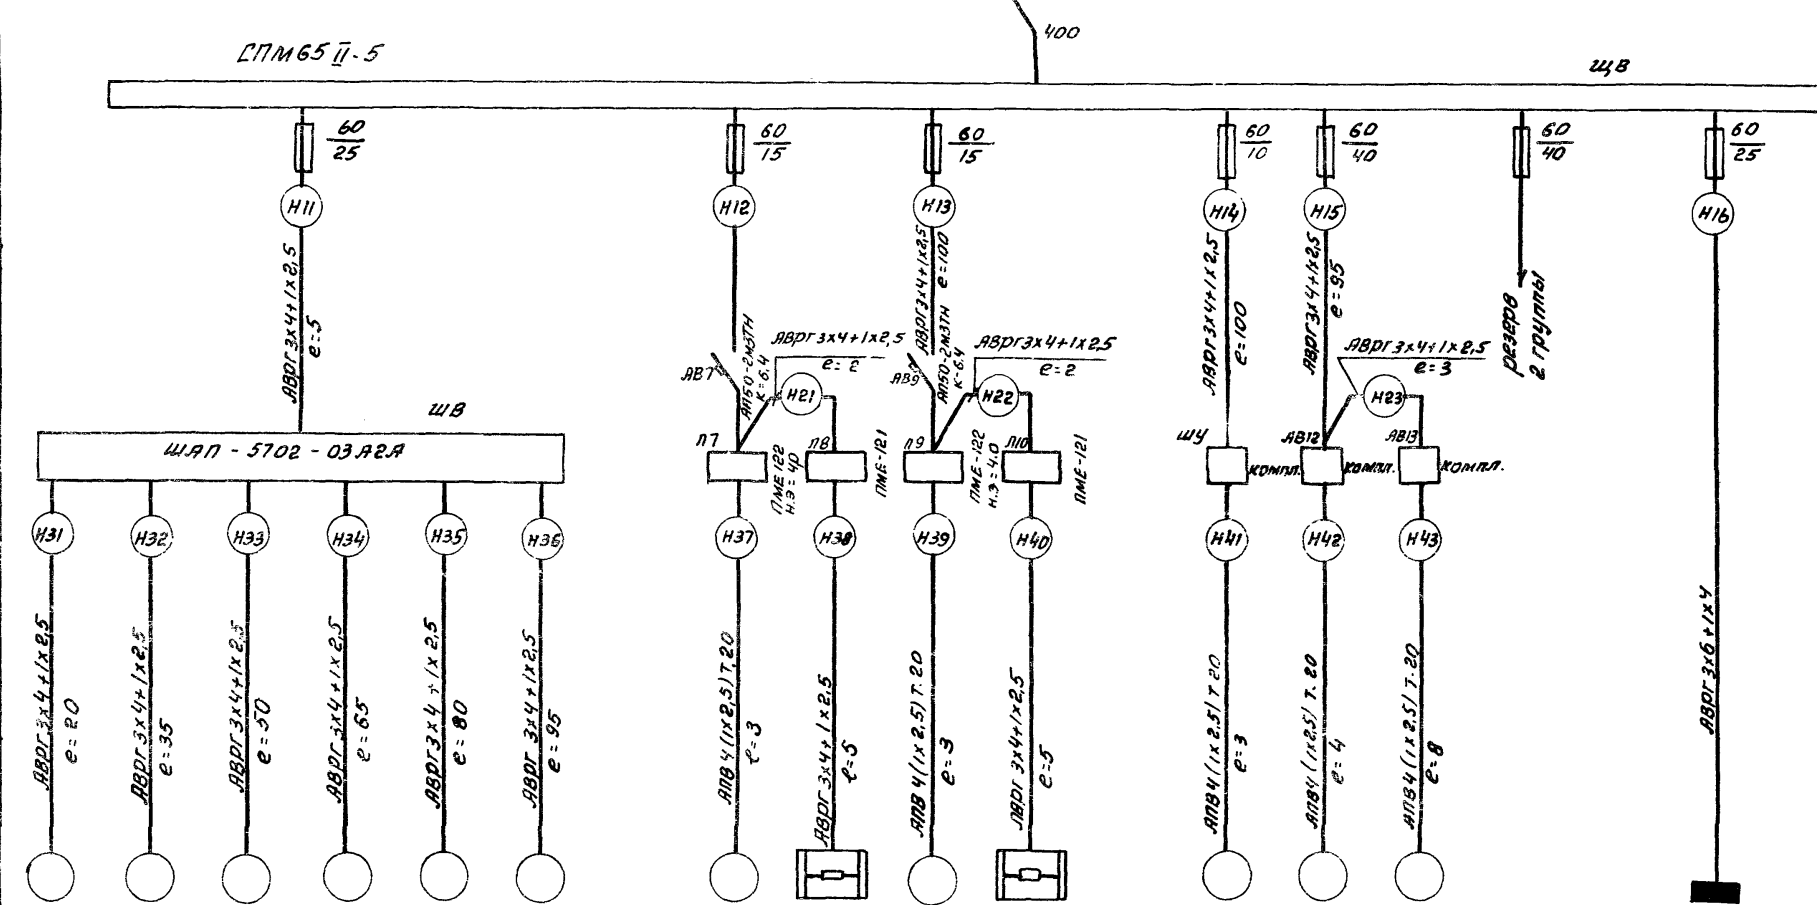 400
СПМ65 II-5
ЩВ
60
25
60
15
60
15
60
10
60
40
60
40
60
25
Н11
Н12
Н13
Н14
Н15
Н16
АВРГ 3х4+1х2,5
е=5
АВРГ 3х4+1х2,5
е=100
АВРГ 3х4+1х2,5
е=100
АВРГ 3х4+1х2,5
е=95
резерв
2 группы
АВ7
АП50-2МЗТН
к=6.4
АВРГ 3х4+1х2,5
е=2
Н21
АВ9
АП50-2МЗТН
к-6.4
АВРГ 3х4+1х2,5
е=2
Н22
АВРГ 3х4+1х2,5
е=3
Н23
ШВ
ШАП-5702-03А2А
Л7
ПМЕ-122
Н.Э=4р
Л8
ПМЕ-121
Л9
ПМЕ-122
Н.Э=4.0
Л10
ПМЕ-121
ШУ
компл.
АВ12
компл.
АВ13
компл.
Н31
Н32
Н33
Н34
Н35
Н36
Н37
Н38
Н39
Н40
Н41
Н42
Н43
АВРГ 3х4+1х2,5
е=20
АВРГ 3х4+1х2,5
е=35
АВРГ 3х4+1х2,5
е=50
АВРГ 3х4+1х2,5
е=65
АВРГ 3х4+1х2,5
е=80
АВРГ 3х4+1х2,5
е=95
АПВ 4(1х2,5) Т.20
е=3
АВРГ 3х4+1х2,5
е=5
АПВ 4(1х2,5) Т.20
е=3
АВРГ 3х4+1х2,5
е=5
АПВ4(1х2.5) Т 20
е=3
АПВ4(1х2.5) Т.20
е=4
АПВ4(1х2.5) Т.20
е=8
АВРГ 3х6+1х4